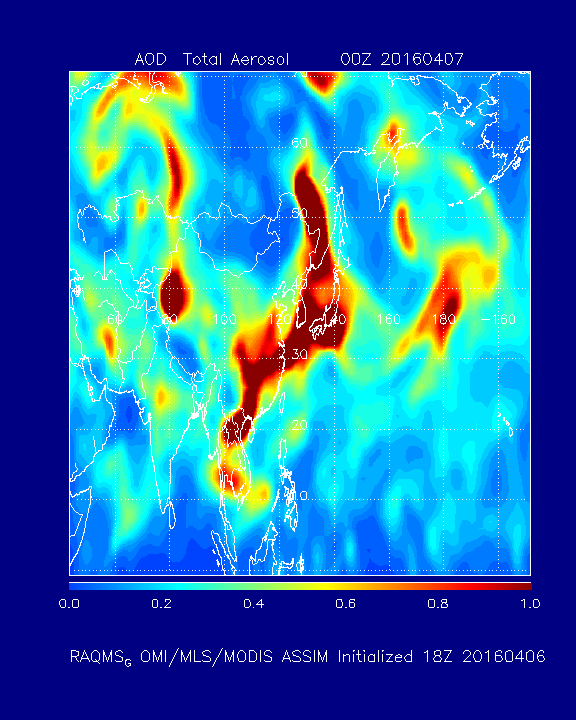 AOD Total Aerosol 00Z 20160407
60
50
40
60 80 100 120 140 160 180 -160
30
20
10
0
0.0 0.2 0.4 0.6 0.8 1.0
RAQMSG OMI/MLS/MODIS ASSIM Initialized 18Z 20160406